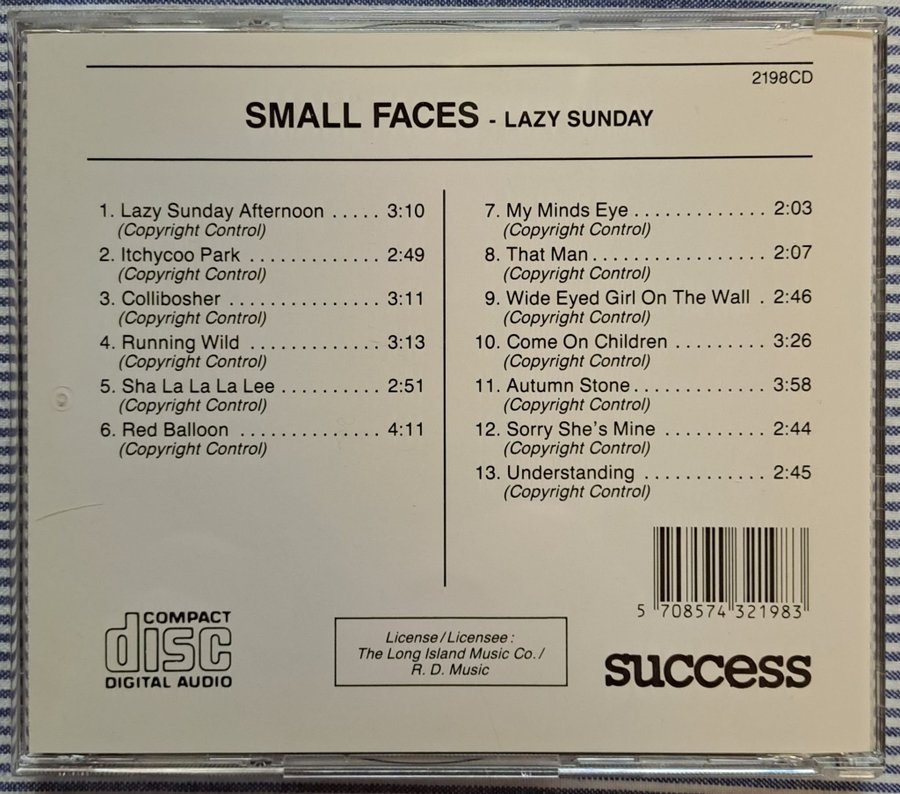 2198CD
SMALL FACES - LAZY SUNDAY
1. Lazy Sunday Afternoon ..... 3:10
(Copyright Control)
2. Itchycoo Park ............. 2:49
(Copyright Control)
3. Collibosher .............. 3:11
(Copyright Control)
4. Running Wild ............ 3:13
(Copyright Control)
5. Sha La La La Lee .......... 2:51
(Copyright Control)
6. Red Balloon ............. 4:11
(Copyright Control)
7. My Minds Eye ............. 2:03
(Copyright Control)
8. That Man ................. 2:07
(Copyright Control)
9. Wide Eyed Girl On The Wall . 2:46
(Copyright Control)
10. Come On Children ......... 3:26
(Copyright Control)
11. Autumn Stone ............. 3:58
(Copyright Control)
12. Sorry She's Mine .......... 2:44
(Copyright Control)
13. Understanding ............ 2:45
(Copyright Control)
5 708574 321983
COMPACT
disc
DIGITAL AUDIO
License/Licensee:
The Long Island Music Co./
R. D. Music
success